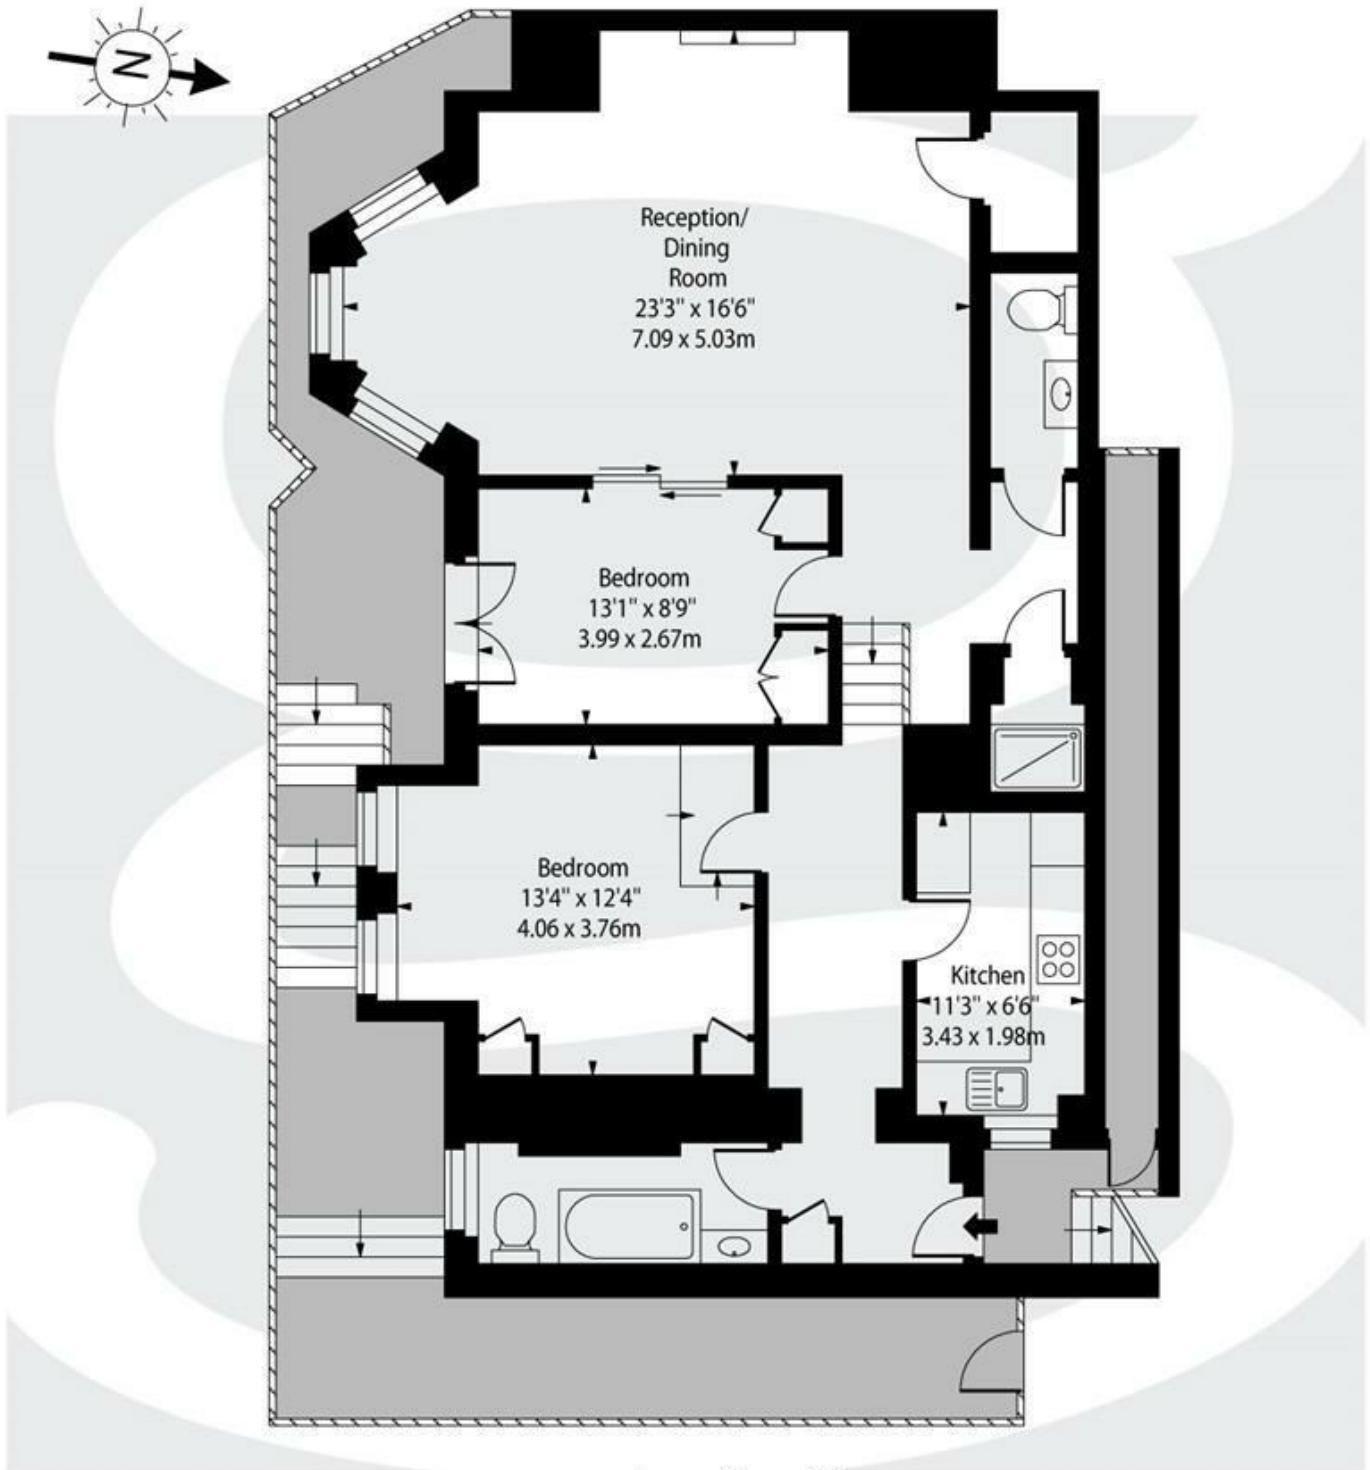 N
Reception/
Dining
Room
23'3" x 16'6"
7.09 x 5.03m
Bedroom
13'1" x 8'9"
3.99 x 2.67m
Bedroom
13'4" x 12'4"
4.06 x 3.76m
Kitchen
11'3" x 6'6"
3.43 x 1.98m